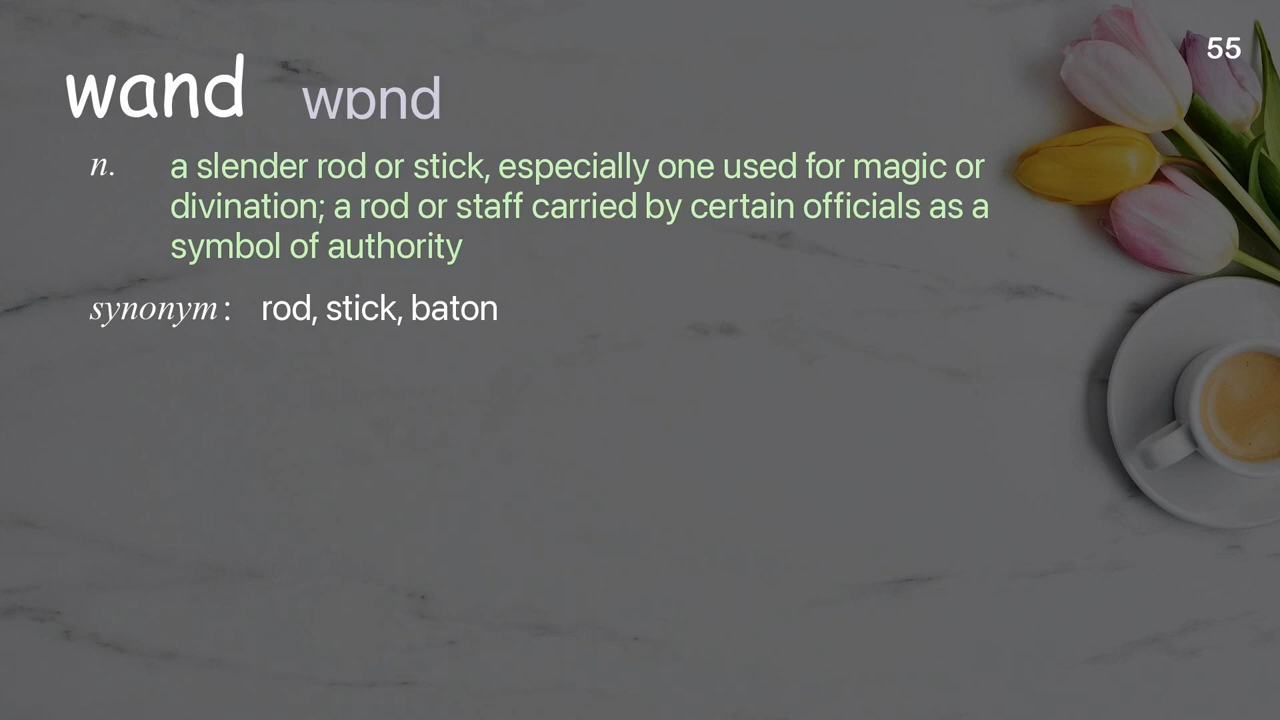 55
wand wɒnd
n. a slender rod or stick, especially one used for magic or
divination; a rod or staff carried by certain officials as a
symbol of authority
synonym: rod, stick, baton